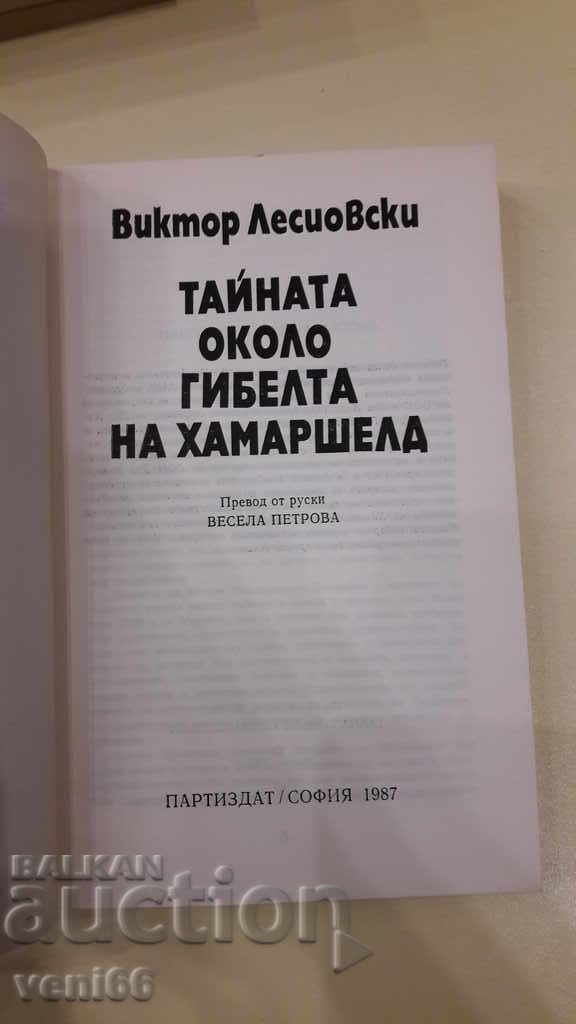 Виктор Лесиовски
ТАЙНАТА
ОКОЛО
ГИБЕЛТА
НА ХАМАРШЕЛД
Превод от руски
ВЕСЕЛА ПЕТРОВА
ПАРТИЗДАТ / СОФИЯ 1987
BALKAN
auction
veni66